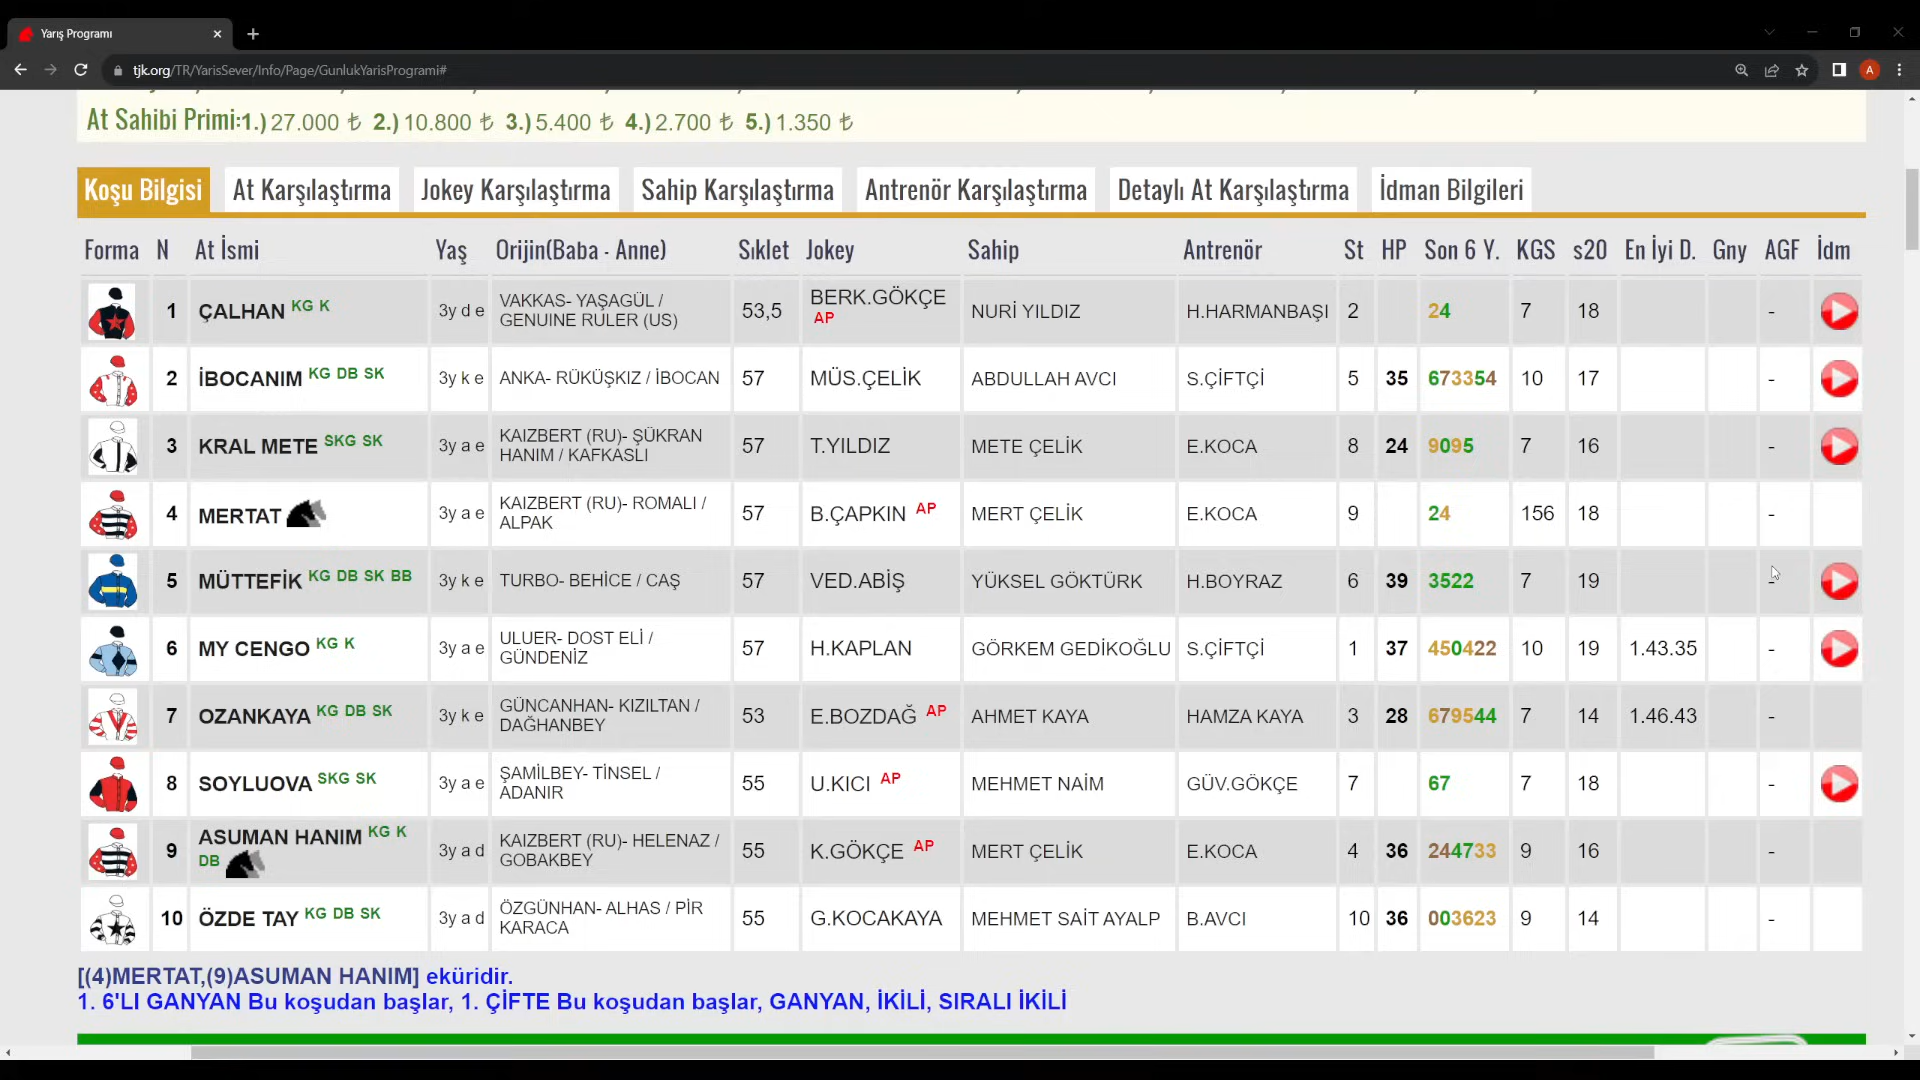 Yarış Programı
tjk.org/TR/YarisSever/Info/Page/GunlukYarisProgrami#
A
At Sahibi Primi:1.) 27.000 ₺ 2.) 10.800 ₺ 3.) 5.400 ₺ 4.) 2.700 ₺ 5.) 1.350 ₺
Koşu Bilgisi At Karşılaştırma Jokey Karşılaştırma Sahip Karşılaştırma Antrenör Karşılaştırma Detaylı At Karşılaştırma İdman Bilgileri
Forma N At İsmi Yaş Orijin(Baba - Anne) Sıklet Jokey Sahip Antrenör St HP Son 6 Y. KGS s20 En İyi D. Gny AGF İdm
1 ÇALHAN KG K 3y d e VAKKAS- YAŞAGÜL / GENUINE RULER (US) 53,5 BERK.GÖKÇE AP NURİ YILDIZ H.HARMANBAŞI 2 24 7 18 -
2 İBOCANIM KG DB SK 3y k e ANKA- RÜKÜŞKIZ / İBOCAN 57 MÜS.ÇELİK ABDULLAH AVCI S.ÇİFTÇİ 5 35 673354 10 17 -
3 KRAL METE SKG SK 3y a e KAIZBERT (RU)- ŞÜKRAN HANIM / KAFKASLI 57 T.YILDIZ METE ÇELİK E.KOCA 8 24 9095 7 16 -
4 MERTAT 3y a e KAIZBERT (RU)- ROMALI / ALPAK 57 B.ÇAPKIN AP MERT ÇELİK E.KOCA 9 24 156 18 -
5 MÜTTEFİK KG DB SK BB 3y k e TURBO- BEHİCE / CAŞ 57 VED.ABİŞ YÜKSEL GÖKTÜRK H.BOYRAZ 6 39 3522 7 19 -
6 MY CENGO KG K 3y a e ULUER- DOST ELİ / GÜNDENİZ 57 H.KAPLAN GÖRKEM GEDİKOĞLU S.ÇİFTÇİ 1 37 450422 10 19 1.43.35 -
7 OZANKAYA KG DB SK 3y k e GÜNCANHAN- KIZILTAN / DAĞHANBEY 53 E.BOZDAĞ AP AHMET KAYA HAMZA KAYA 3 28 679544 7 14 1.46.43 -
8 SOYLUOVA SKG SK 3y a e ŞAMİLBEY- TİNSEL / ADANIR 55 U.KICI AP MEHMET NAİM GÜV.GÖKÇE 7 67 7 18 -
9 ASUMAN HANIM KG K DB 3y a d KAIZBERT (RU)- HELENAZ / GOBAKBEY 55 K.GÖKÇE AP MERT ÇELİK E.KOCA 4 36 244733 9 16 -
10 ÖZDE TAY KG DB SK 3y a d ÖZGÜNHAN- ALHAS / PİR KARACA 55 G.KOCAKAYA MEHMET SAİT AYALP B.AVCI 10 36 003623 9 14 -
[(4)MERTAT,(9)ASUMAN HANIM] eküridir.
1. 6'LI GANYAN Bu koşudan başlar, 1. ÇİFTE Bu koşudan başlar, GANYAN, İKİLİ, SIRALI İKİLİ